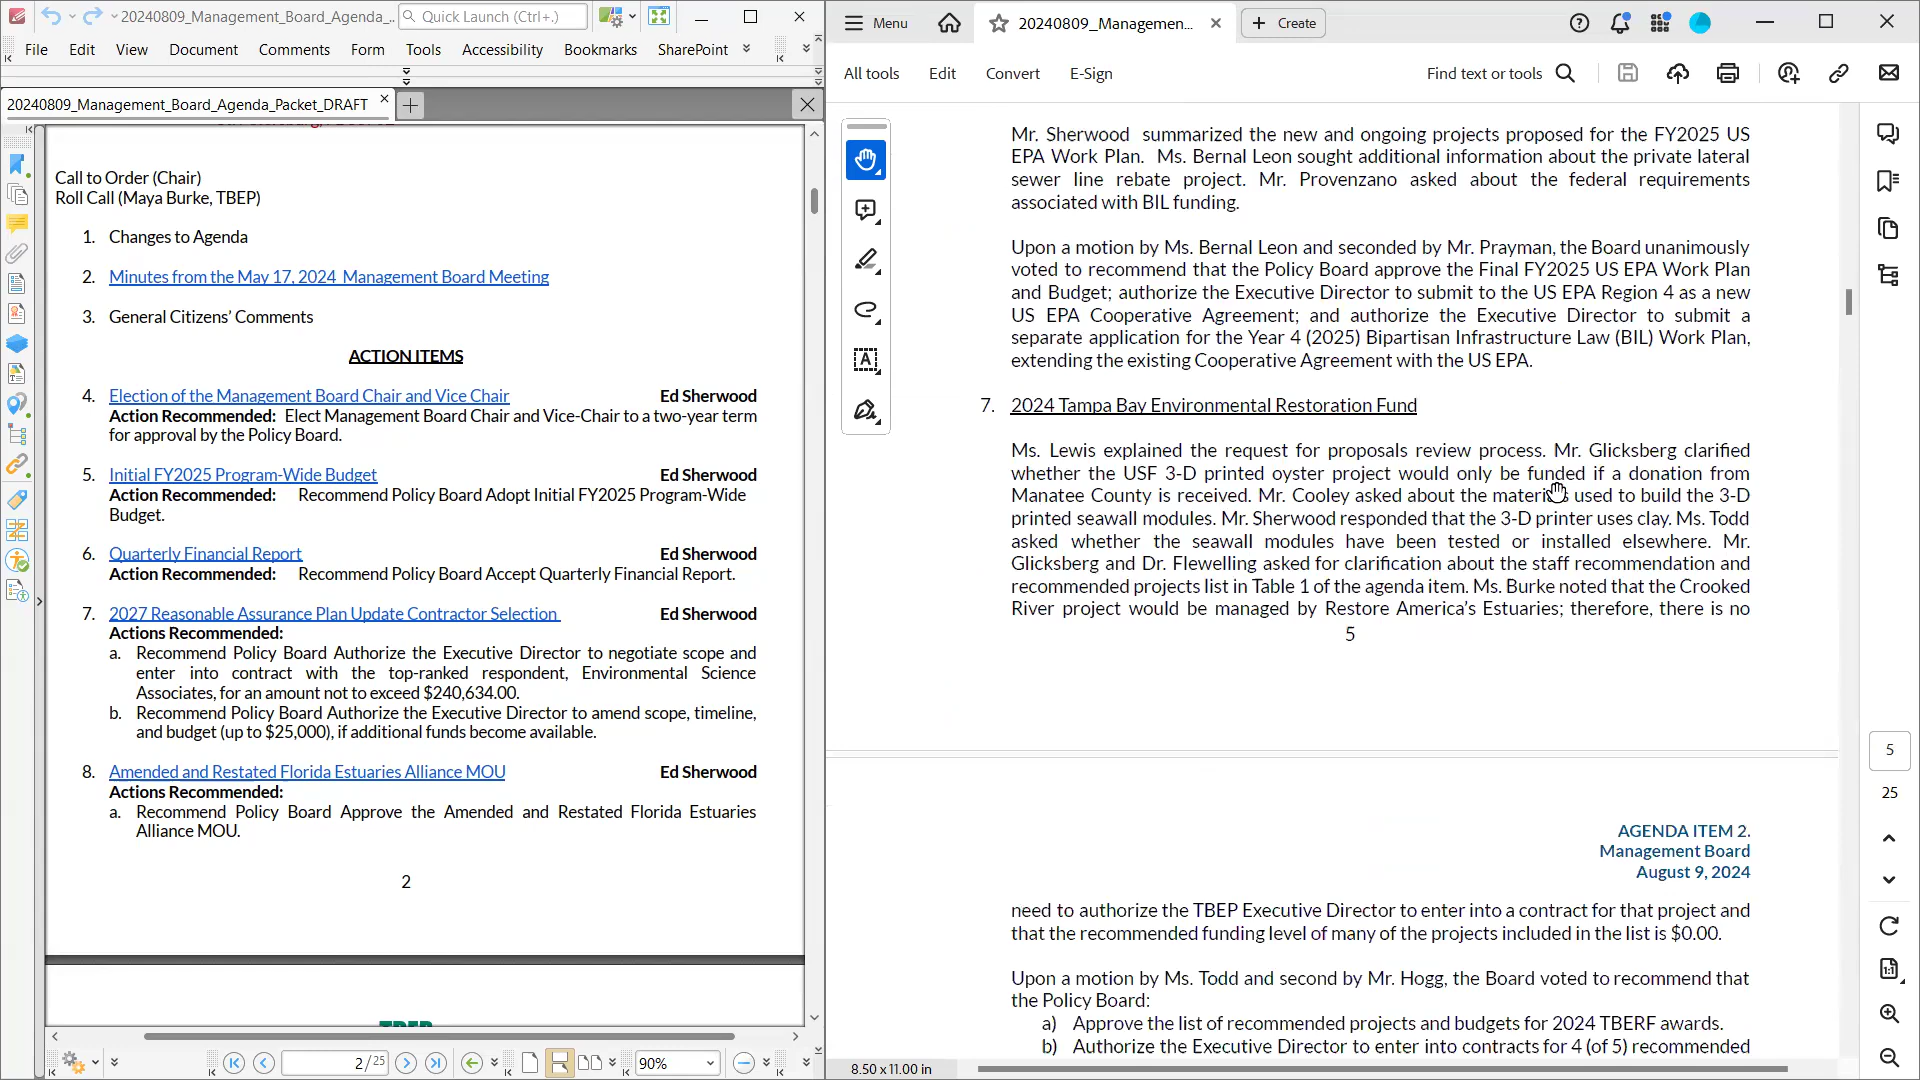 20240809_Management_Board_Agenda_..
Quick Launch (Ctrl+.)
File Edit View Document Comments Form Tools Accessibility Bookmarks SharePoint
20240809_Management_Board_Agenda_Packet_DRAFT
Call to Order (Chair)
Roll Call (Maya Burke, TBEP)
1. Changes to Agenda
2. Minutes from the May 17, 2024 Management Board Meeting
3. General Citizens’ Comments
ACTION ITEMS
4. Election of the Management Board Chair and Vice Chair Ed Sherwood
Action Recommended: Elect Management Board Chair and Vice-Chair to a two-year term
for approval by the Policy Board.
5. Initial FY2025 Program-Wide Budget Ed Sherwood
Action Recommended: Recommend Policy Board Adopt Initial FY2025 Program-Wide
Budget.
6. Quarterly Financial Report Ed Sherwood
Action Recommended: Recommend Policy Board Accept Quarterly Financial Report.
7. 2027 Reasonable Assurance Plan Update Contractor Selection Ed Sherwood
Actions Recommended:
a. Recommend Policy Board Authorize the Executive Director to negotiate scope and
enter into contract with the top-ranked respondent, Environmental Science
Associates, for an amount not to exceed $240,634.00.
b. Recommend Policy Board Authorize the Executive Director to amend scope, timeline,
and budget (up to $25,000), if additional funds become available.
8. Amended and Restated Florida Estuaries Alliance MOU Ed Sherwood
Actions Recommended:
a. Recommend Policy Board Approve the Amended and Restated Florida Estuaries
Alliance MOU.
2
2 / 25
90%
Menu
20240809_Managemen...
Create
All tools Edit Convert E-Sign
Find text or tools
Mr. Sherwood summarized the new and ongoing projects proposed for the FY2025 US
EPA Work Plan. Ms. Bernal Leon sought additional information about the private lateral
sewer line rebate project. Mr. Provenzano asked about the federal requirements
associated with BIL funding.
Upon a motion by Ms. Bernal Leon and seconded by Mr. Prayman, the Board unanimously
voted to recommend that the Policy Board approve the Final FY2025 US EPA Work Plan
and Budget; authorize the Executive Director to submit to the US EPA Region 4 as a new
US EPA Cooperative Agreement; and authorize the Executive Director to submit a
separate application for the Year 4 (2025) Bipartisan Infrastructure Law (BIL) Work Plan,
extending the existing Cooperative Agreement with the US EPA.
7. 2024 Tampa Bay Environmental Restoration Fund
Ms. Lewis explained the request for proposals review process. Mr. Glicksberg clarified
whether the USF 3-D printed oyster project would only be funded if a donation from
Manatee County is received. Mr. Cooley asked about the materials used to build the 3-D
printed seawall modules. Mr. Sherwood responded that the 3-D printer uses clay. Ms. Todd
asked whether the seawall modules have been tested or installed elsewhere. Mr.
Glicksberg and Dr. Flewelling asked for clarification about the staff recommendation and
recommended projects list in Table 1 of the agenda item. Ms. Burke noted that the Crooked
River project would be managed by Restore America’s Estuaries; therefore, there is no
5
AGENDA ITEM 2.
Management Board
August 9, 2024
need to authorize the TBEP Executive Director to enter into a contract for that project and
that the recommended funding level of many of the projects included in the list is $0.00.
Upon a motion by Ms. Todd and second by Mr. Hogg, the Board voted to recommend that
the Policy Board:
a) Approve the list of recommended projects and budgets for 2024 TBERF awards.
b) Authorize the Executive Director to enter into contracts for 4 (of 5) recommended
5
25
8.50 x 11.00 in